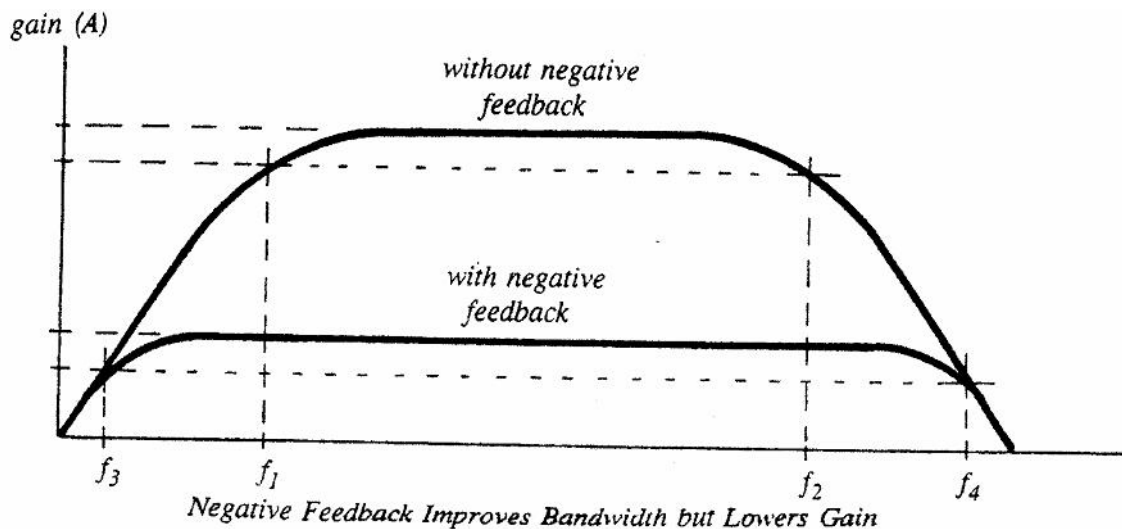 gain (A)
without negative
feedback
with negative
feedback
f3
f1
f2
f4
Negative Feedback Improves Bandwidth but Lowers Gain